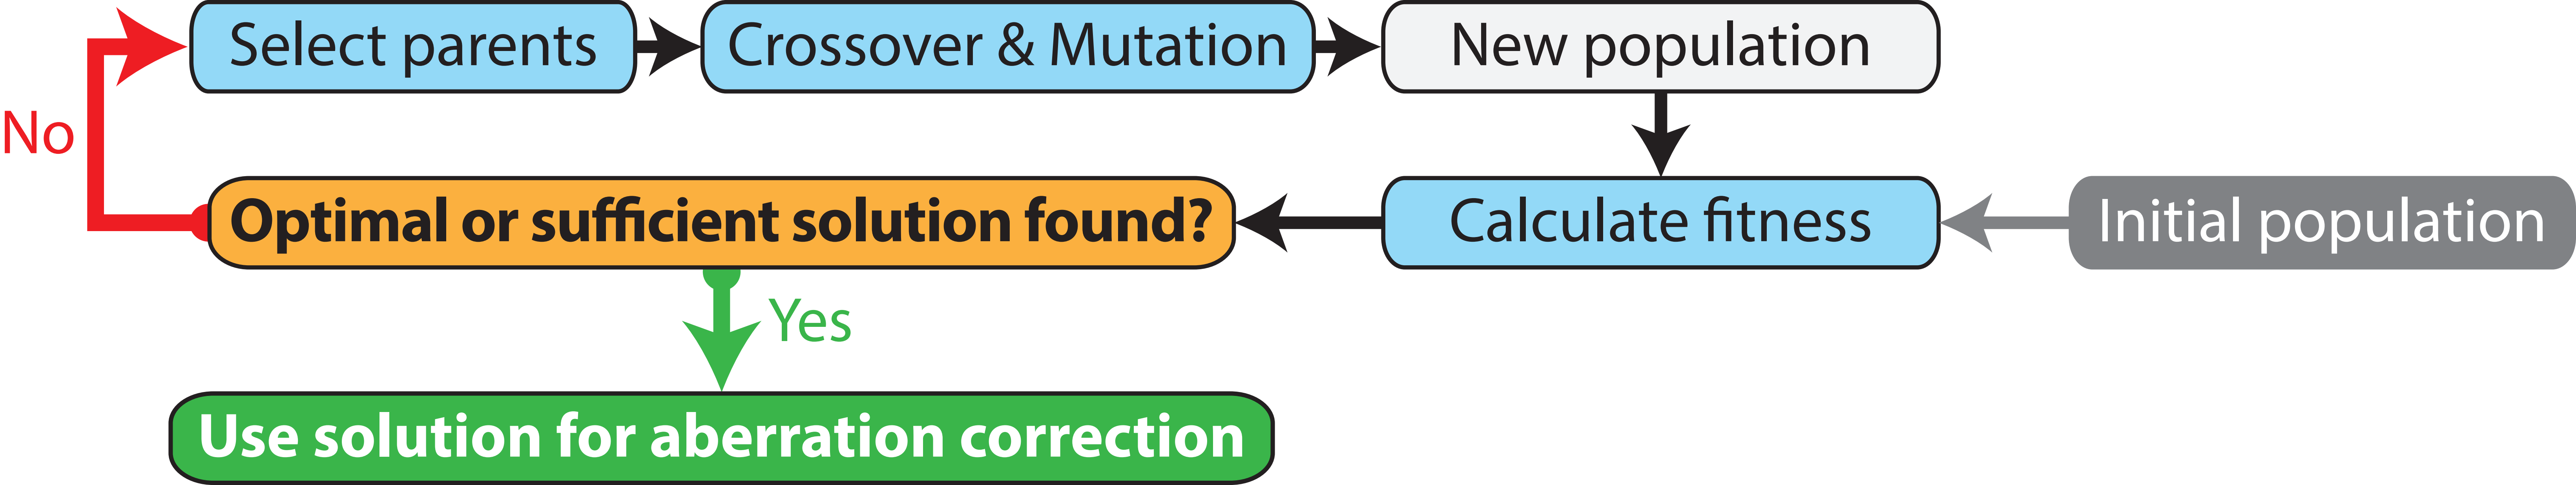 Select parents
Crossover & Mutation
New population
No
Optimal or sufficient solution found?
Calculate fitness
Initial population
Yes
Use solution for aberration correction